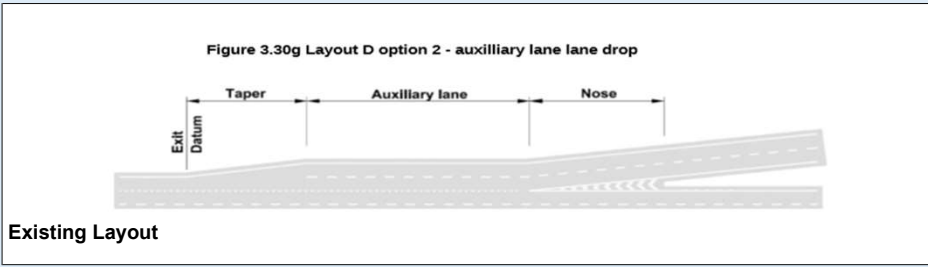 Figure 3.30g Layout D option 2 - auxilliary lane lane drop
Taper Auxiliary lane Nose
Exit
Datum
Existing Layout